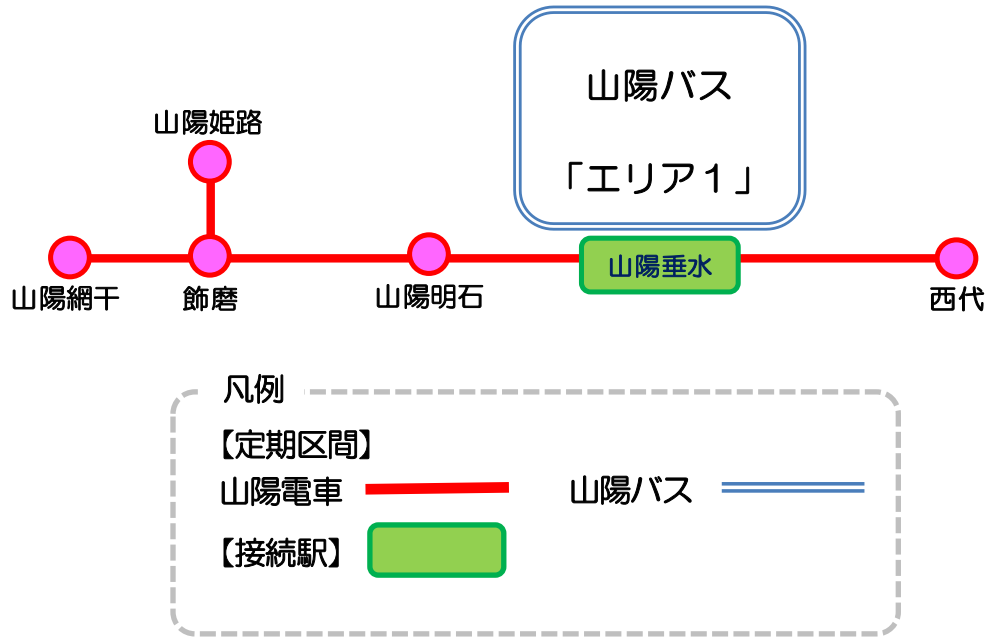 山陽バス
「エリア１」
山陽姫路
山陽網干
飾磨
山陽明石
山陽垂水
西代
凡例
【定期区間】
山陽電車
山陽バス
【接続駅】